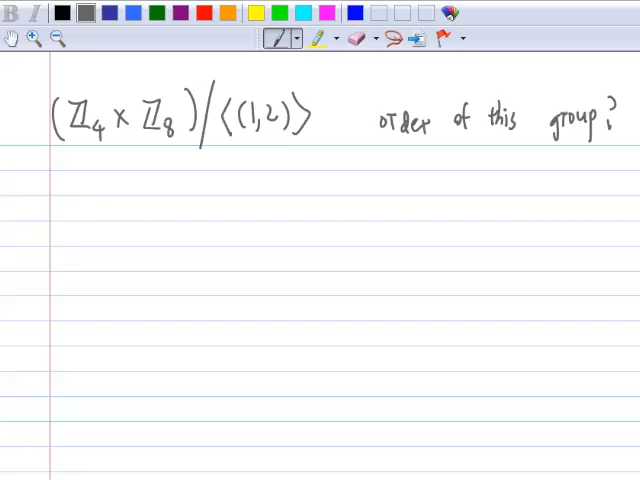 B I
(ℤ₄ × ℤ₈)/⟨(1,2)⟩ order of this group?